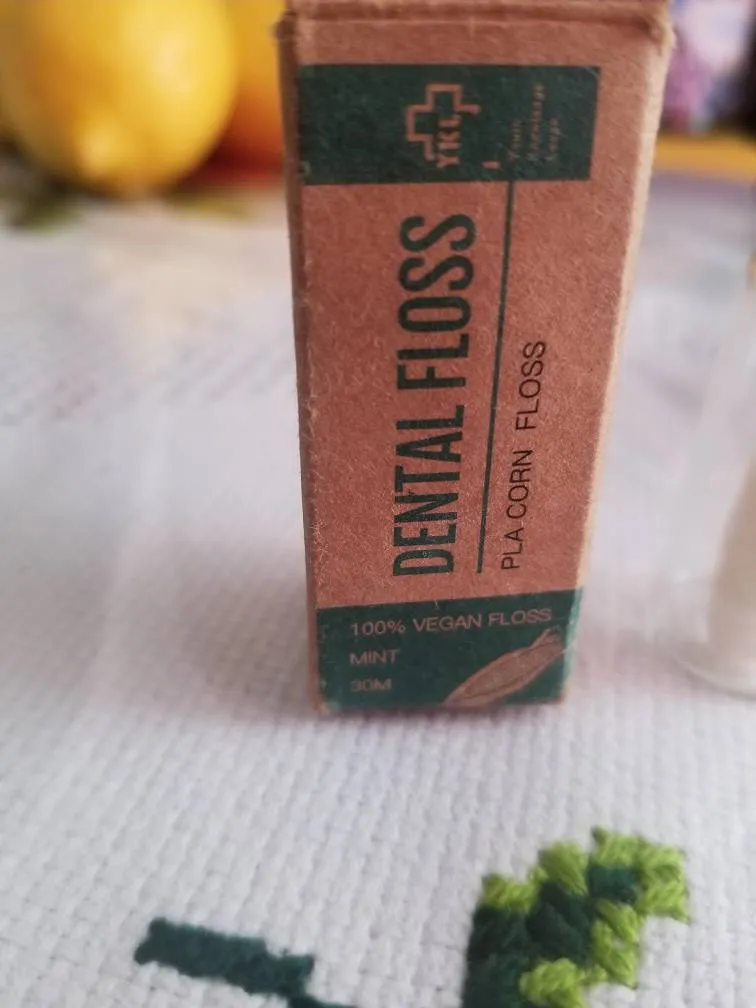 YKL
DENTAL FLOSS
PLA CORN FLOSS
100% VEGAN FLOSS
MINT
30M